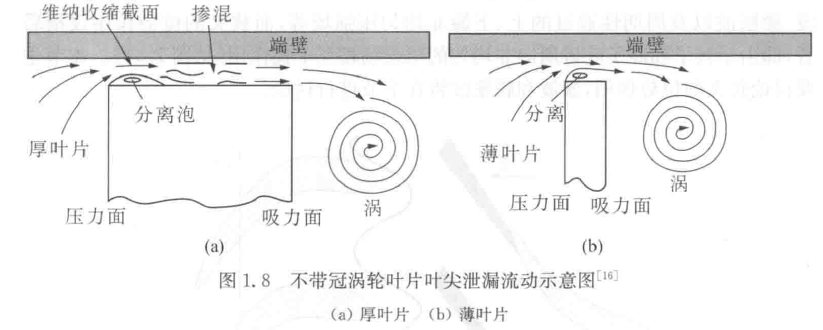 维纳收缩截面
掺混
端壁
分离泡
厚叶片
压力面
吸力面
涡
(a)
端壁
分离
薄叶片
压力面
吸力面
涡
(b)
图 1.8 不带冠涡轮叶片叶尖泄漏流动示意图[16]
(a) 厚叶片 (b) 薄叶片